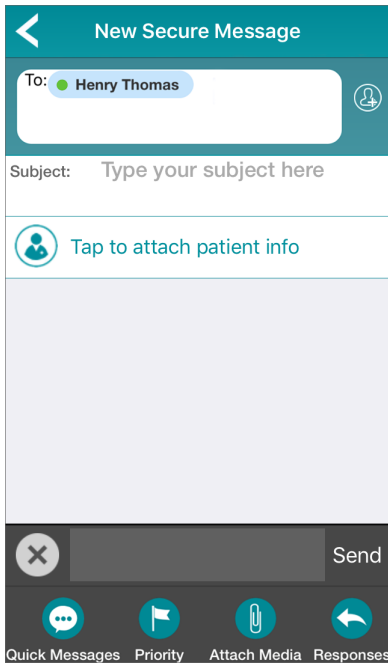 New Secure Message
To: Henry Thomas
Subject: Type your subject here
Tap to attach patient info
Send
Quick Messages Priority Attach Media Responses